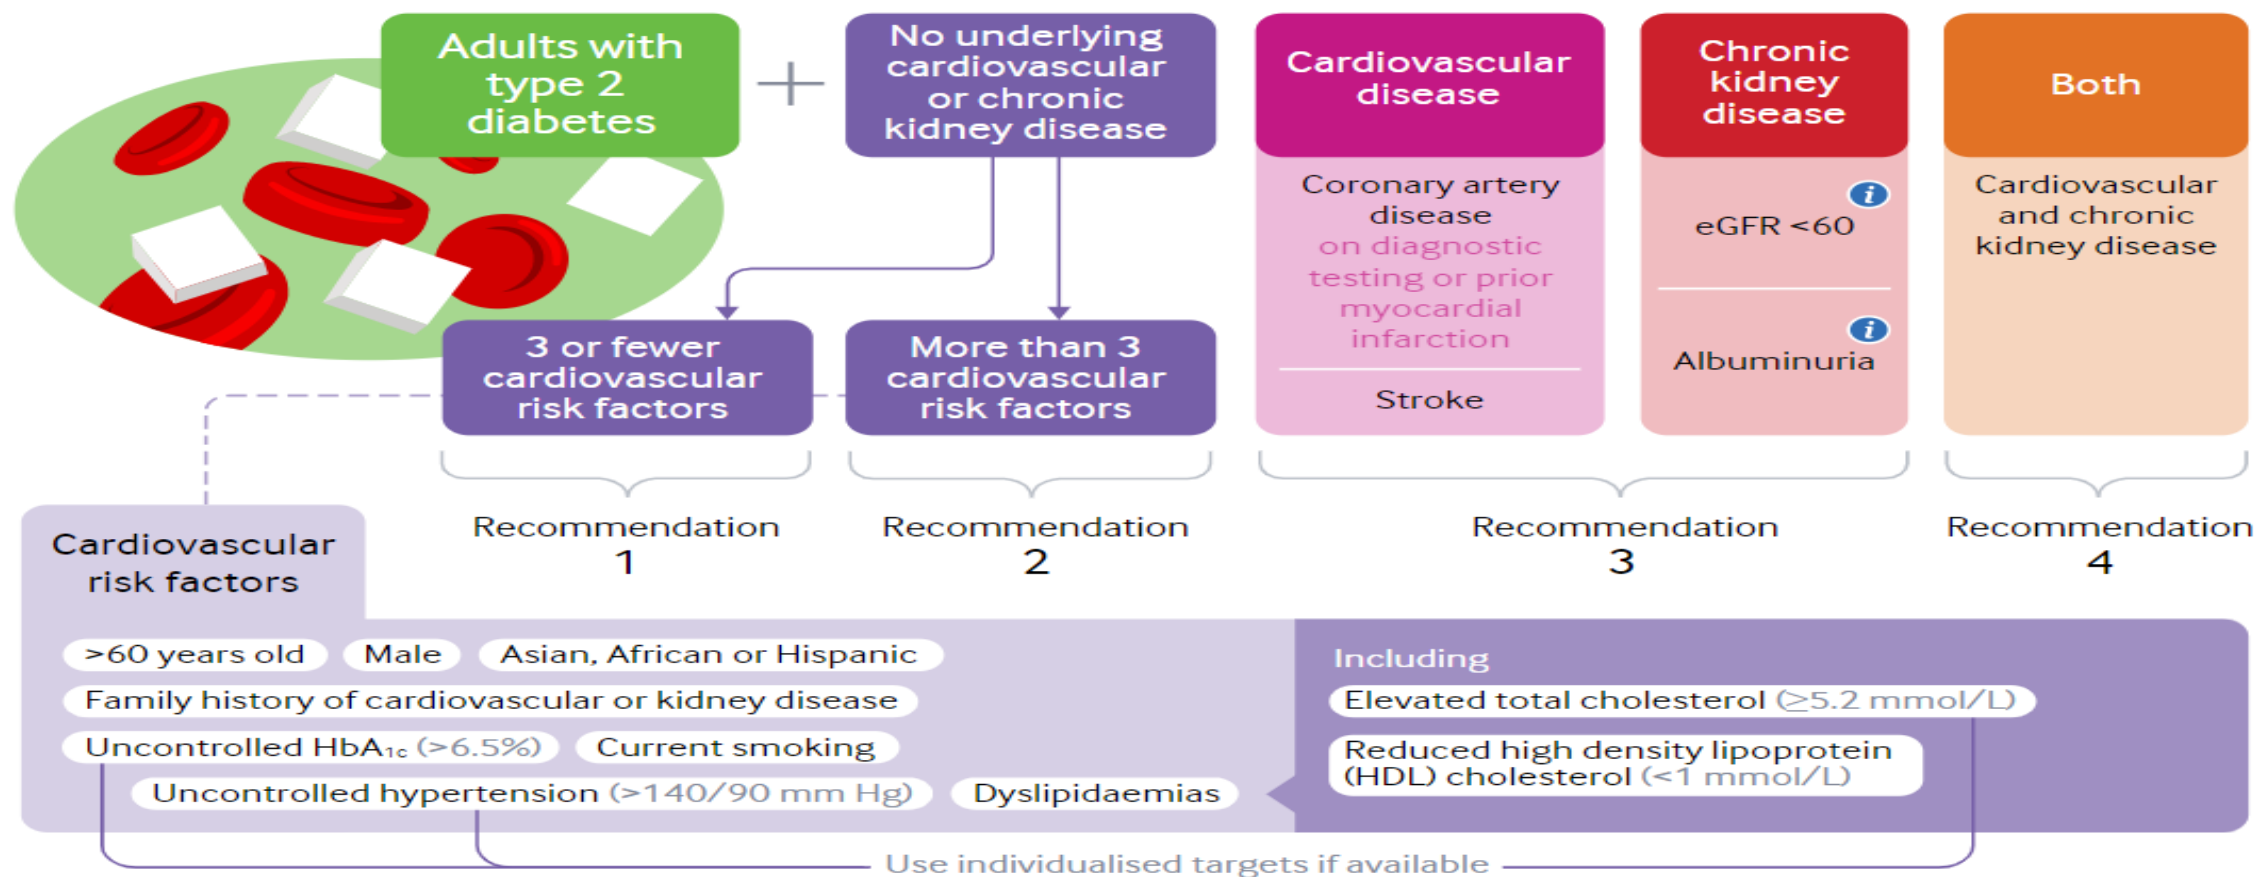 Adults with
type 2
diabetes
+
No underlying
cardiovascular
or chronic
kidney disease
Cardiovascular
disease
Chronic
kidney
disease
Both
Coronary artery
disease
on diagnostic
testing or prior
myocardial
infarction
Stroke
i
eGFR <60
i
Albuminuria
Cardiovascular
and chronic
kidney disease
3 or fewer
cardiovascular
risk factors
More than 3
cardiovascular
risk factors
Recommendation
1
Recommendation
2
Recommendation
3
Recommendation
4
Cardiovascular
risk factors
>60 years old
Male
Asian, African or Hispanic
Family history of cardiovascular or kidney disease
Uncontrolled HbA₁c (>6.5%)
Current smoking
Uncontrolled hypertension (>140/90 mm Hg)
Dyslipidaemias
Including
Elevated total cholesterol (≥5.2 mmol/L)
Reduced high density lipoprotein
(HDL) cholesterol (<1 mmol/L)
Use individualised targets if available